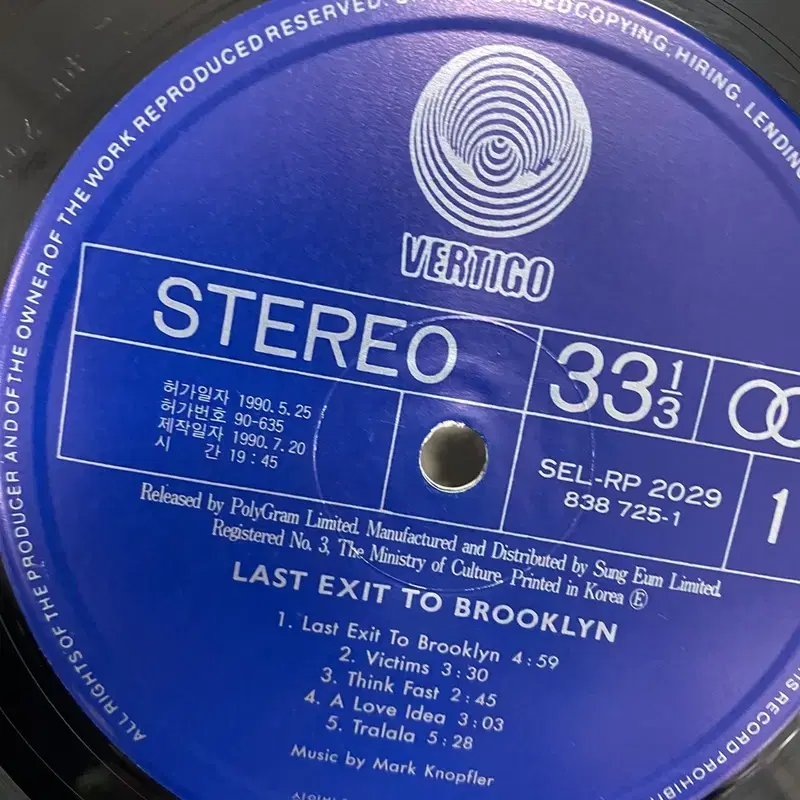 ALL RIGHTS OF THE PRODUCER AND OF THE OWNER OF THE WORK REPRODUCED RESERVED. COPYING, HIRING, LENDING
VERTIGO
STEREO
33 1/3
허가일자 1990. 5. 25
허가번호 90-635
제작일자 1990. 7. 20
시 간 19 : 45
SEL-RP 2029
838 725-1
1
Released by PolyGram Limited. Manufactured and Distributed by Sung Eum Limited.
Registered No. 3, The Ministry of Culture Printed in Korea Ⓔ
LAST EXIT TO BROOKLYN
1. Last Exit To Brooklyn 4 : 59
2. Victims 3 : 30
3. Think Fast 2 : 45
4. A Love Idea 3 : 03
5. Tralala 5 : 28
Music by Mark Knopfler
RECORD